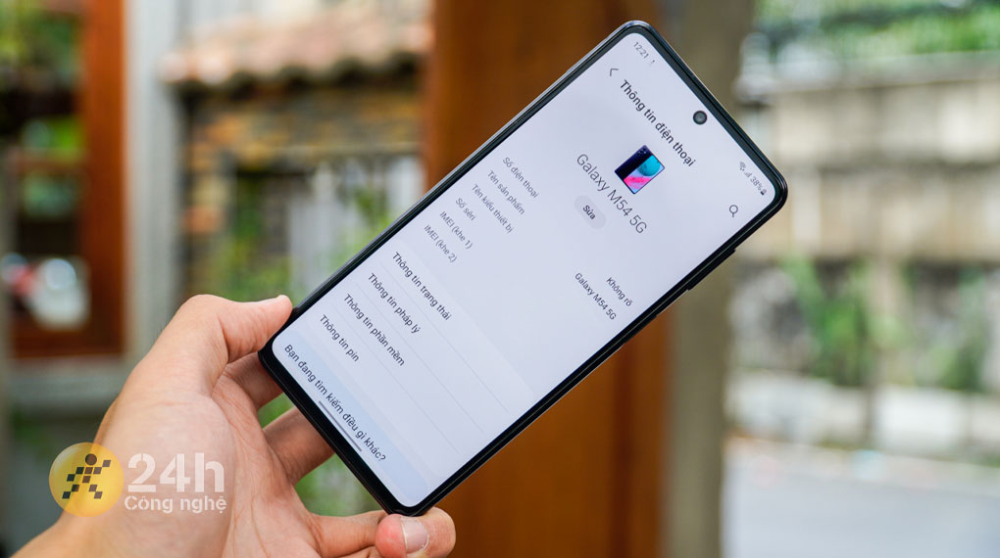 12:21
38%
Thông tin điện thoại
Galaxy M54 5G
Sửa
Số điện thoại
Không rõ
Tên sản phẩm
Galaxy M54 5G
Tên kiểu thiết bị
Số sêri
IMEI (khe 1)
IMEI (khe 2)
Thông tin trạng thái
Thông tin pháp lý
Thông tin phần mềm
Thông tin pin
Bạn đang tìm kiếm điều gì khác?
24h
Công nghệ